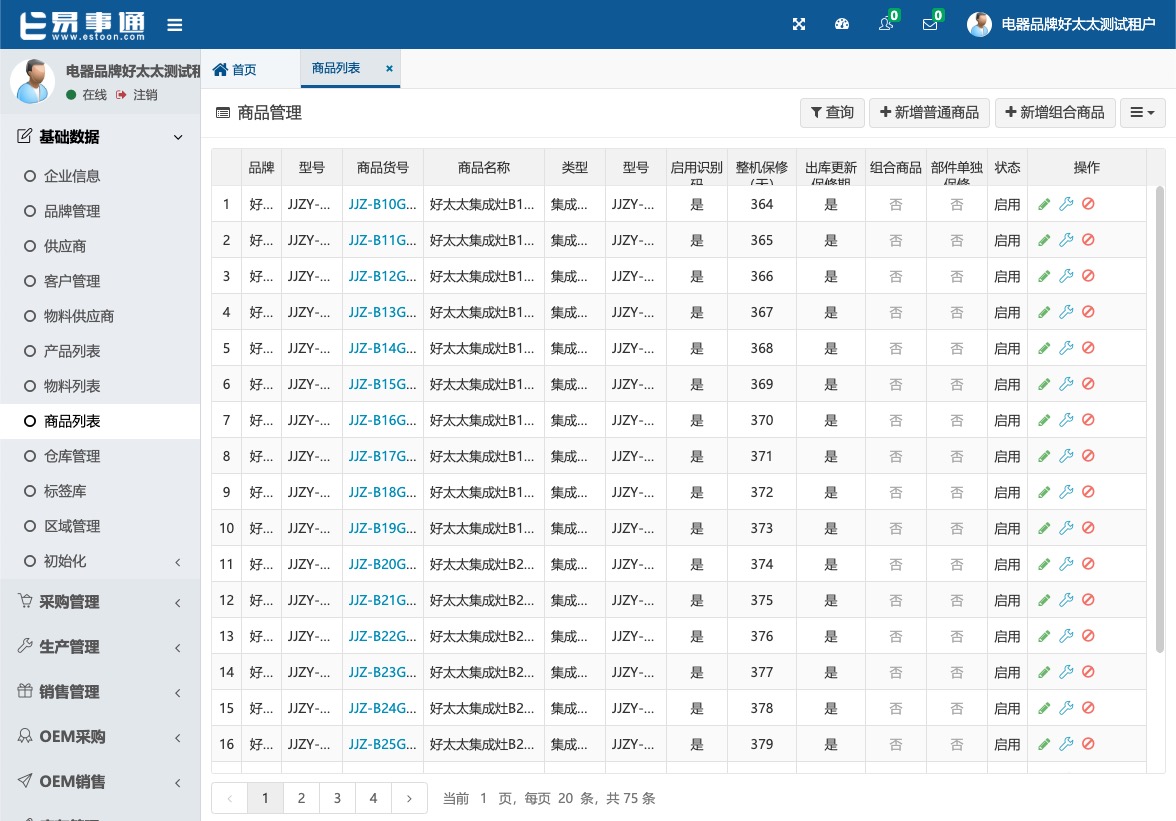 易事通
www.estoon.com
0
0
电器品牌好太太测试租户
电器品牌好太太测试租
在线 注销
首页
商品列表 ×
基础数据
企业信息
品牌管理
供应商
客户管理
物料供应商
产品列表
物料列表
商品列表
仓库管理
标签库
区域管理
初始化
采购管理
生产管理
销售管理
OEM采购
OEM销售
商品管理
查询
新增普通商品
新增组合商品
品牌 型号 商品货号 商品名称 类型 型号 启用识别码 整机保修(天) 出库更新保修期 组合商品 部件单独保修 状态 操作
1 好... JJZY-... JJZ-B10G... 好太太集成灶B1... 集成... JJZY-... 是 364 是 否 否 启用
2 好... JJZY-... JJZ-B11G... 好太太集成灶B1... 集成... JJZY-... 是 365 是 否 否 启用
3 好... JJZY-... JJZ-B12G... 好太太集成灶B1... 集成... JJZY-... 是 366 是 否 否 启用
4 好... JJZY-... JJZ-B13G... 好太太集成灶B1... 集成... JJZY-... 是 367 是 否 否 启用
5 好... JJZY-... JJZ-B14G... 好太太集成灶B1... 集成... JJZY-... 是 368 是 否 否 启用
6 好... JJZY-... JJZ-B15G... 好太太集成灶B1... 集成... JJZY-... 是 369 是 否 否 启用
7 好... JJZY-... JJZ-B16G... 好太太集成灶B1... 集成... JJZY-... 是 370 是 否 否 启用
8 好... JJZY-... JJZ-B17G... 好太太集成灶B1... 集成... JJZY-... 是 371 是 否 否 启用
9 好... JJZY-... JJZ-B18G... 好太太集成灶B1... 集成... JJZY-... 是 372 是 否 否 启用
10 好... JJZY-... JJZ-B19G... 好太太集成灶B1... 集成... JJZY-... 是 373 是 否 否 启用
11 好... JJZY-... JJZ-B20G... 好太太集成灶B2... 集成... JJZY-... 是 374 是 否 否 启用
12 好... JJZY-... JJZ-B21G... 好太太集成灶B2... 集成... JJZY-... 是 375 是 否 否 启用
13 好... JJZY-... JJZ-B22G... 好太太集成灶B2... 集成... JJZY-... 是 376 是 否 否 启用
14 好... JJZY-... JJZ-B23G... 好太太集成灶B2... 集成... JJZY-... 是 377 是 否 否 启用
15 好... JJZY-... JJZ-B24G... 好太太集成灶B2... 集成... JJZY-... 是 378 是 否 否 启用
16 好... JJZY-... JJZ-B25G... 好太太集成灶B2... 集成... JJZY-... 是 379 是 否 否 启用
‹ 1 2 3 4 › 当前 1 页，每页 20 条，共 75 条